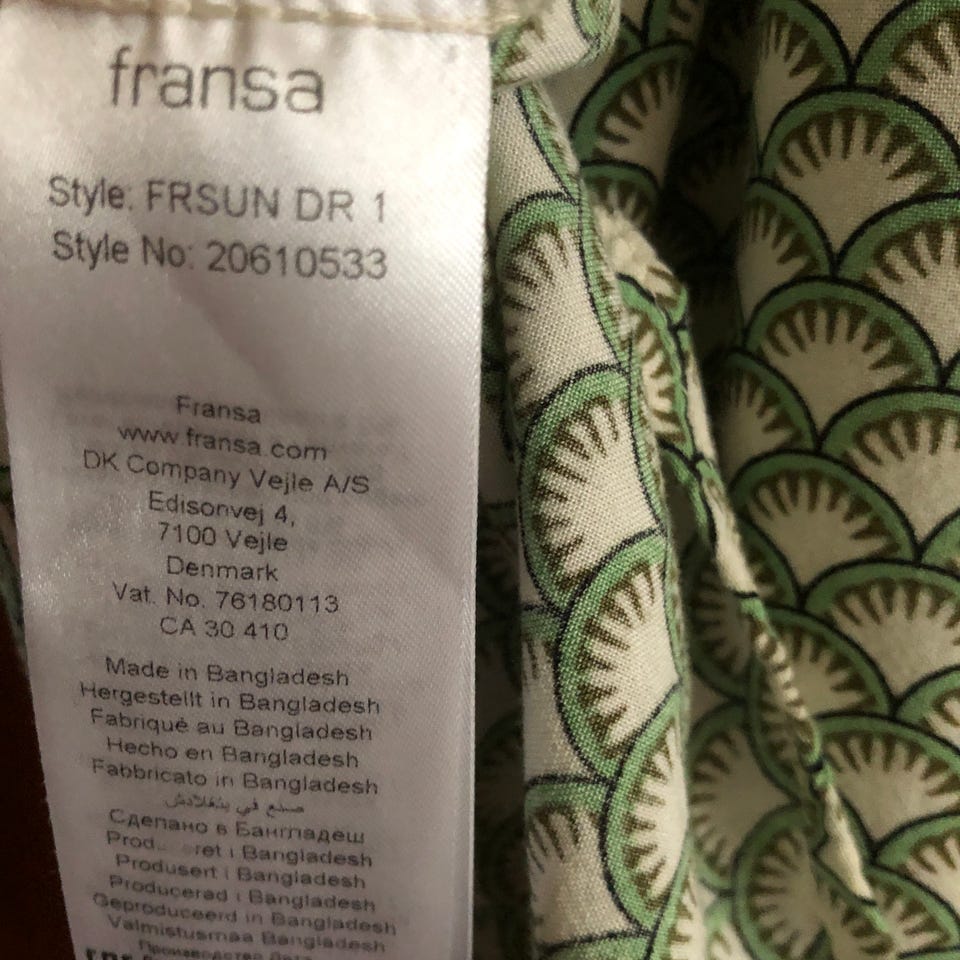 fransa
Style: FRSUN DR 1
Style No: 20610533
Fransa
www.fransa.com
DK Company Vejle A/S
Edisonvej 4,
7100 Vejle
Denmark
Vat. No. 76180113
CA 30 410
Made in Bangladesh
Hergestellt in Bangladesh
Fabriqué au Bangladesh
Hecho en Bangladesh
Fabbricato in Bangladesh
صنع في بنغلادش
Сделано в Бангладеш
i Bangladesh
Produsert i Bangladesh
Producerad i Bangladesh
Geproduceerd in Bangladesh
Valmistusmaa Bangladesh